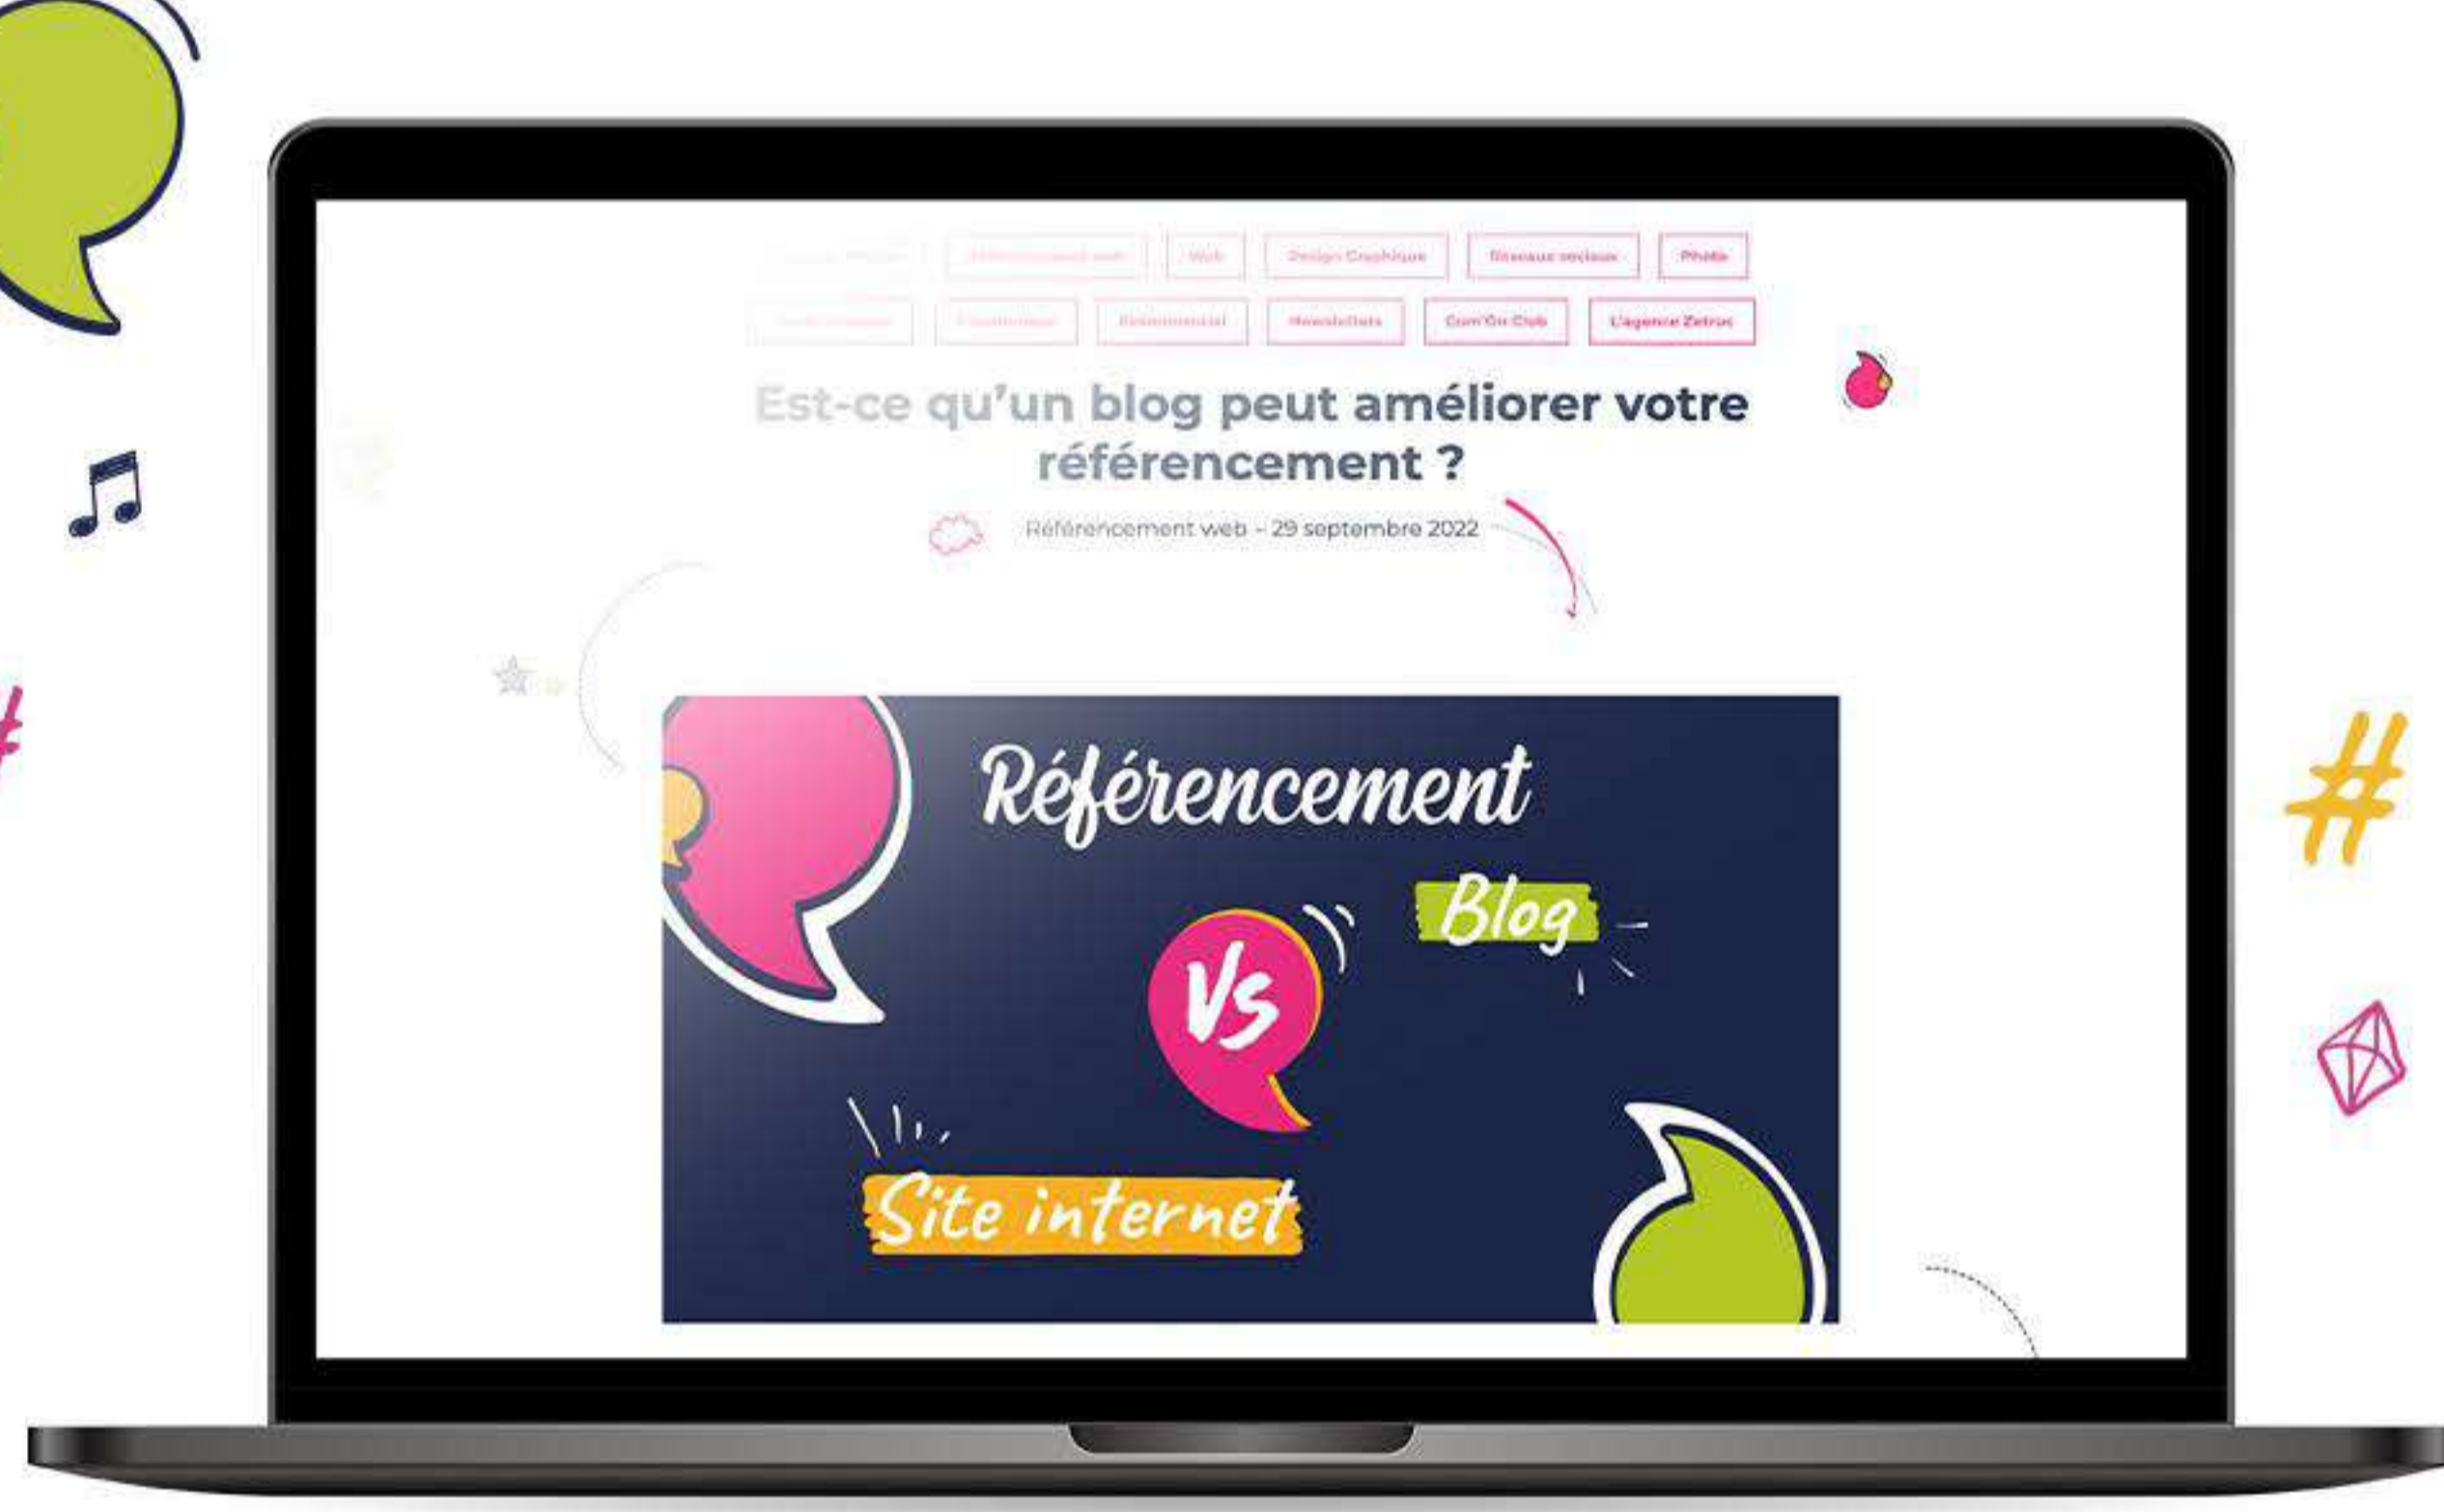 Web Design Graphique Réseaux sociaux Photo
Évènementiel Newsletters Com'On Club L'agence Zetruc
Est-ce qu'un blog peut améliorer votre
référencement ?
Référencement web – 29 septembre 2022
Référencement
Blog
Vs
Site internet